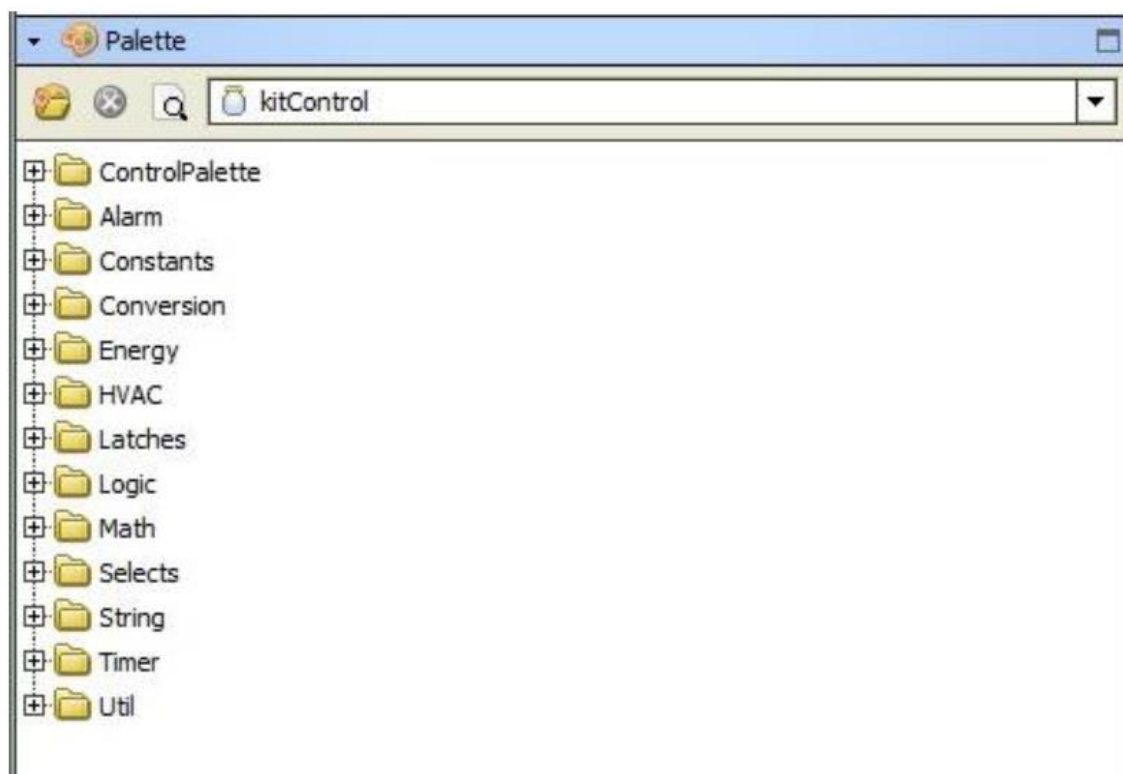 Palette
kitControl
ControlPalette
Alarm
Constants
Conversion
Energy
HVAC
Latches
Logic
Math
Selects
String
Timer
Util